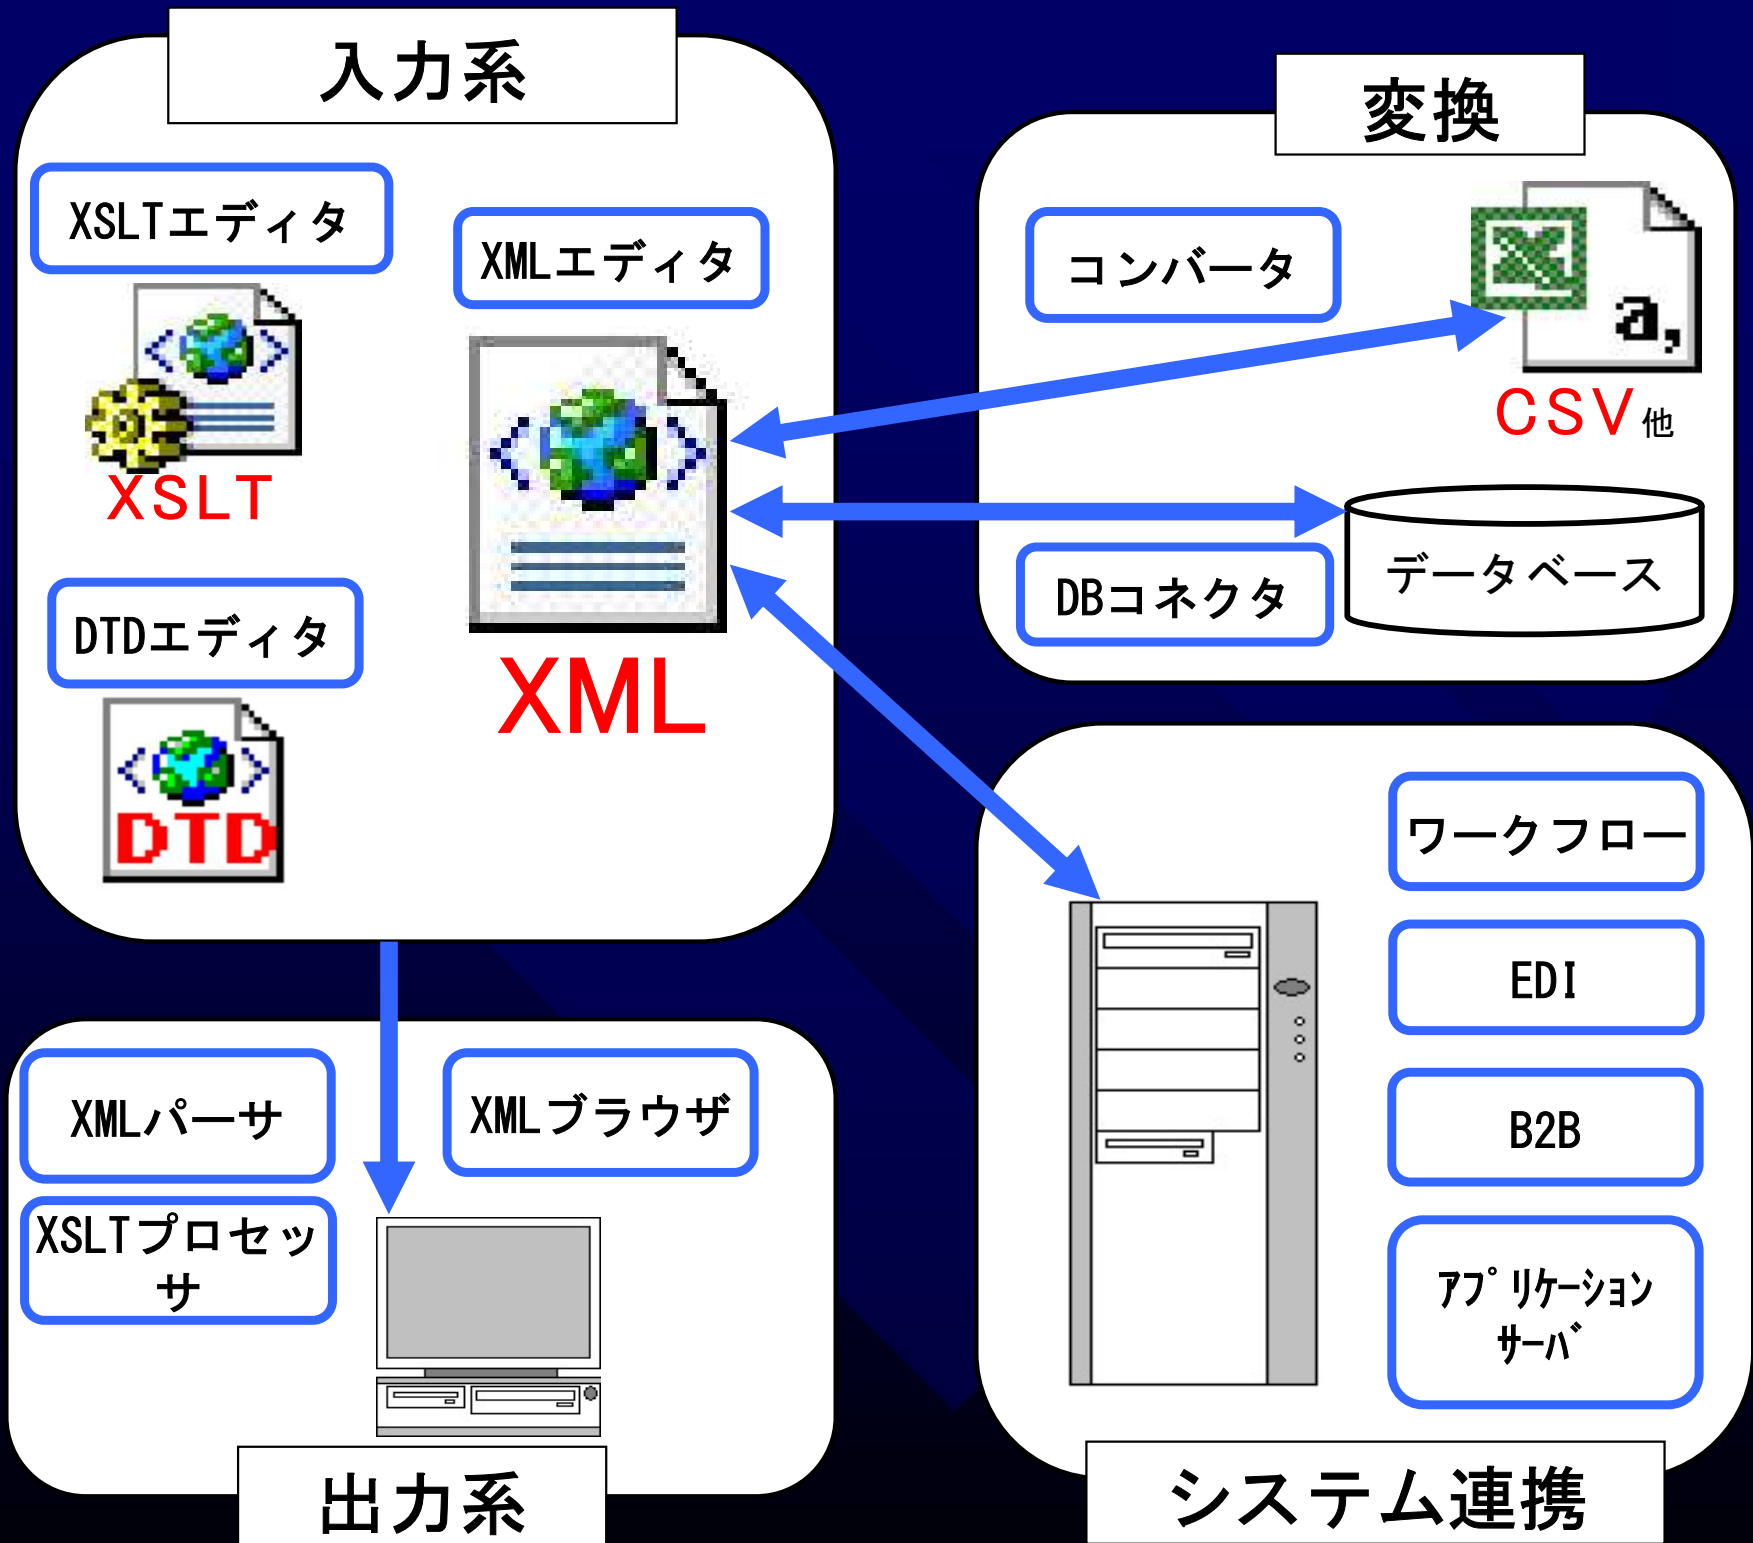 入力系
XSLTエディタ
XMLエディタ
XSLT
XML
DTDエディタ
DTD
変換
コンバータ
a,
CSV他
データベース
DBコネクタ
XMLパーサ
XMLブラウザ
XSLTプロセッ
サ
出力系
ワークフロー
EDI
B2B
ｱﾌﾟﾘｹｰｼｮﾝ
ｻｰﾊﾞ
システム連携